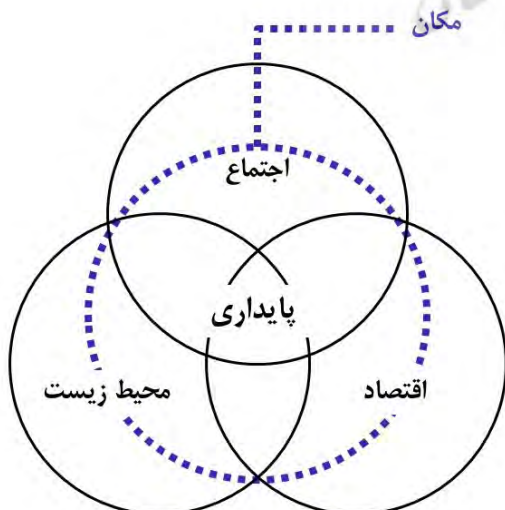 مکان
اجتماع
پایداری
محیط زیست
اقتصاد